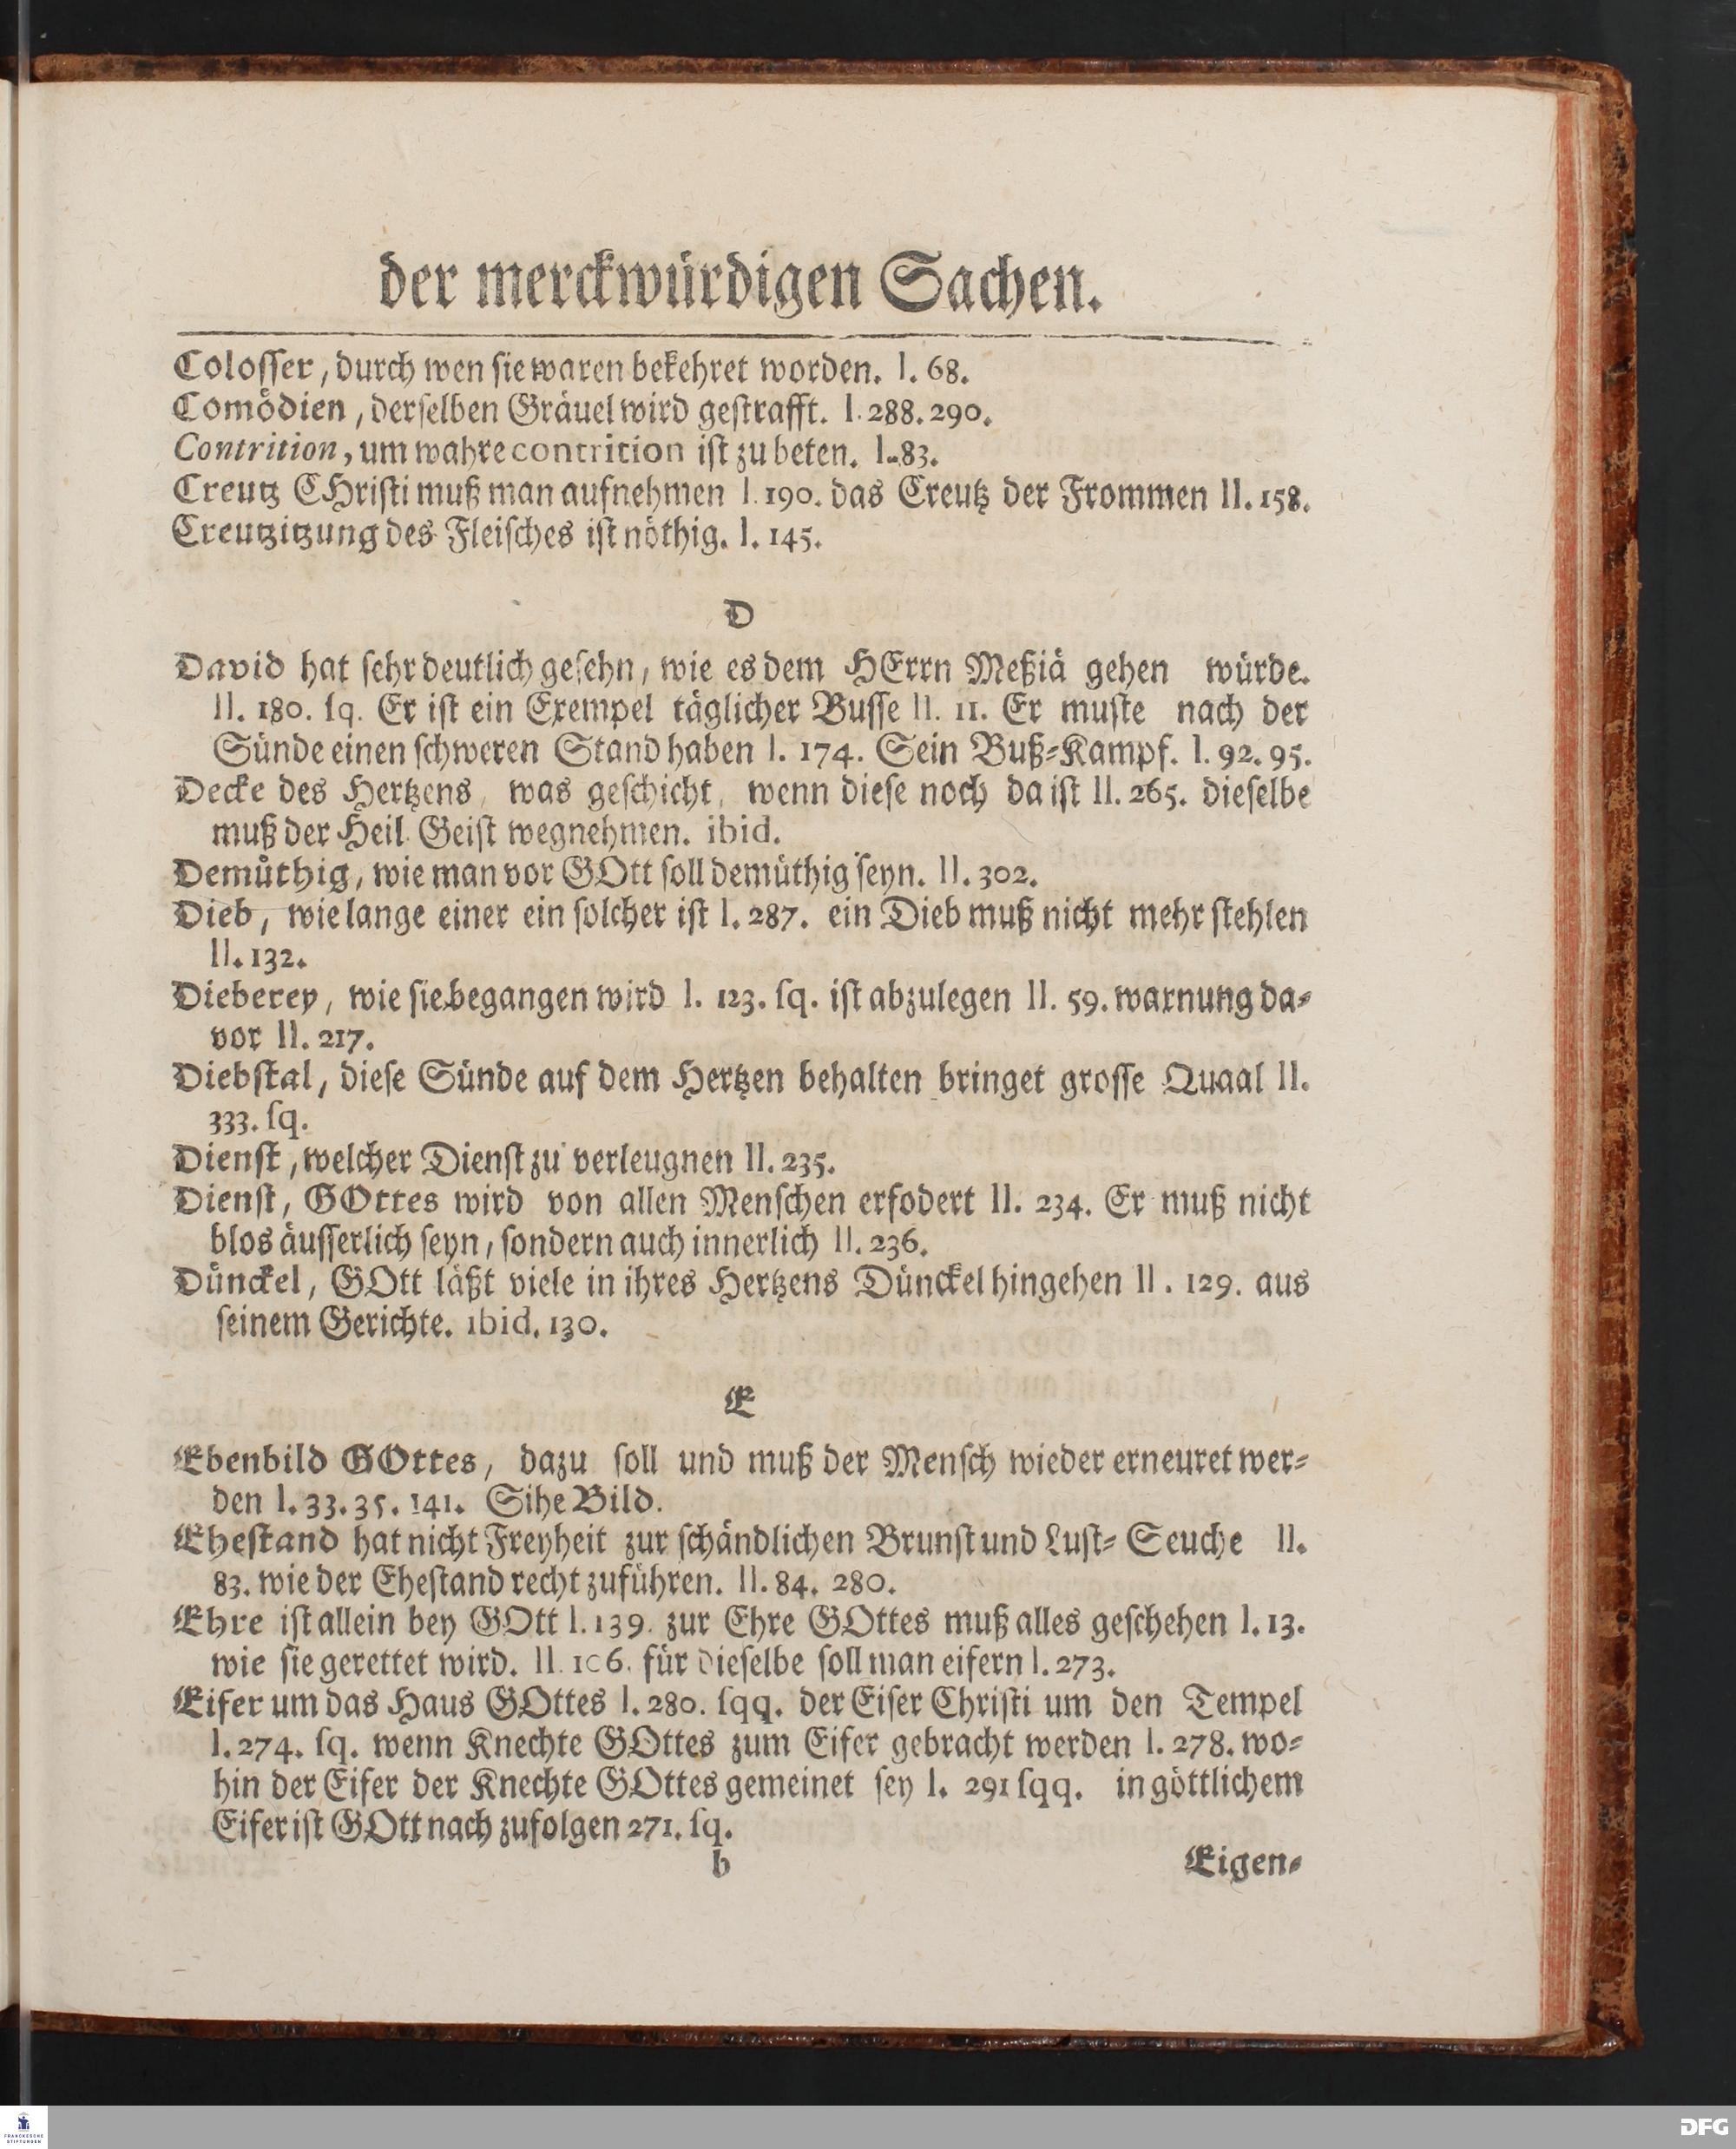 der merckwürdigen Sachen.
Colosser, durch wen sie waren bekehret worden. I. 68.
Comödien, derselben Gräuel wird gestrafft. I. 288. 290.
Contrition, um wahre contrition ist zu beten. I. 83.
Creutz CHristi muß man aufnehmen I. 190. das Creutz der Frommen II. 158.
Creutzitzung des Fleisches ist nöthig. I. 145.
D
David hat sehr deutlich gesehn, wie es dem HErrn Meßiä gehen würde.
II. 180. sq. Er ist ein Exempel täglicher Busse II. 11. Er muste nach der
Sünde einen schweren Stand haben I. 174. Sein Buß-Kampf. I. 92. 95.
Decke des Hertzens, was geschicht, wenn diese noch da ist II. 265. dieselbe
muß der Heil. Geist wegnehmen. ibid.
Demüthig, wie man vor GOtt soll demüthig seyn. II. 302.
Dieb, wie lange einer ein solcher ist I. 287. ein Dieb muß nicht mehr stehlen
II. 132.
Dieberey, wie sie begangen wird I. 123. sq. ist abzulegen II. 59. warnung da-
vor II. 217.
Diebstal, diese Sünde auf dem Hertzen behalten bringet grosse Quaal II.
333. sq.
Dienst, welcher Dienst zu verleugnen II. 235.
Dienst, GOttes wird von allen Menschen erfodert II. 234. Er muß nicht
blos äusserlich seyn, sondern auch innerlich II. 236.
Dünckel, GOtt läßt viele in ihres Hertzens Dünckel hingehen II. 129. aus
seinem Gerichte. ibid. 130.
E
Ebenbild GOttes, dazu soll und muß der Mensch wieder erneuret wer-
den I. 33. 35. 141. Sihe Bild.
Ehestand hat nicht Freyheit zur schändlichen Brunst und Lust-Seuche II.
83. wie der Ehestand recht zuführen. II. 84. 280.
Ehre ist allein bey GOtt I. 139. zur Ehre GOttes muß alles geschehen I. 13.
wie sie gerettet wird. II. 106. für dieselbe soll man eifern I. 273.
Eifer um das Haus GOttes I. 280. sqq. der Eifer Christi um den Tempel
I. 274. sq. wenn Knechte GOttes zum Eifer gebracht werden I. 278. wo-
hin der Eifer der Knechte GOttes gemeinet sey I. 291 sqq. in göttlichem
Eifer ist GOtt nach zufolgen 271. sq.
b Eigen-
FRANCKESCHE
STIFTUNGEN
DFG